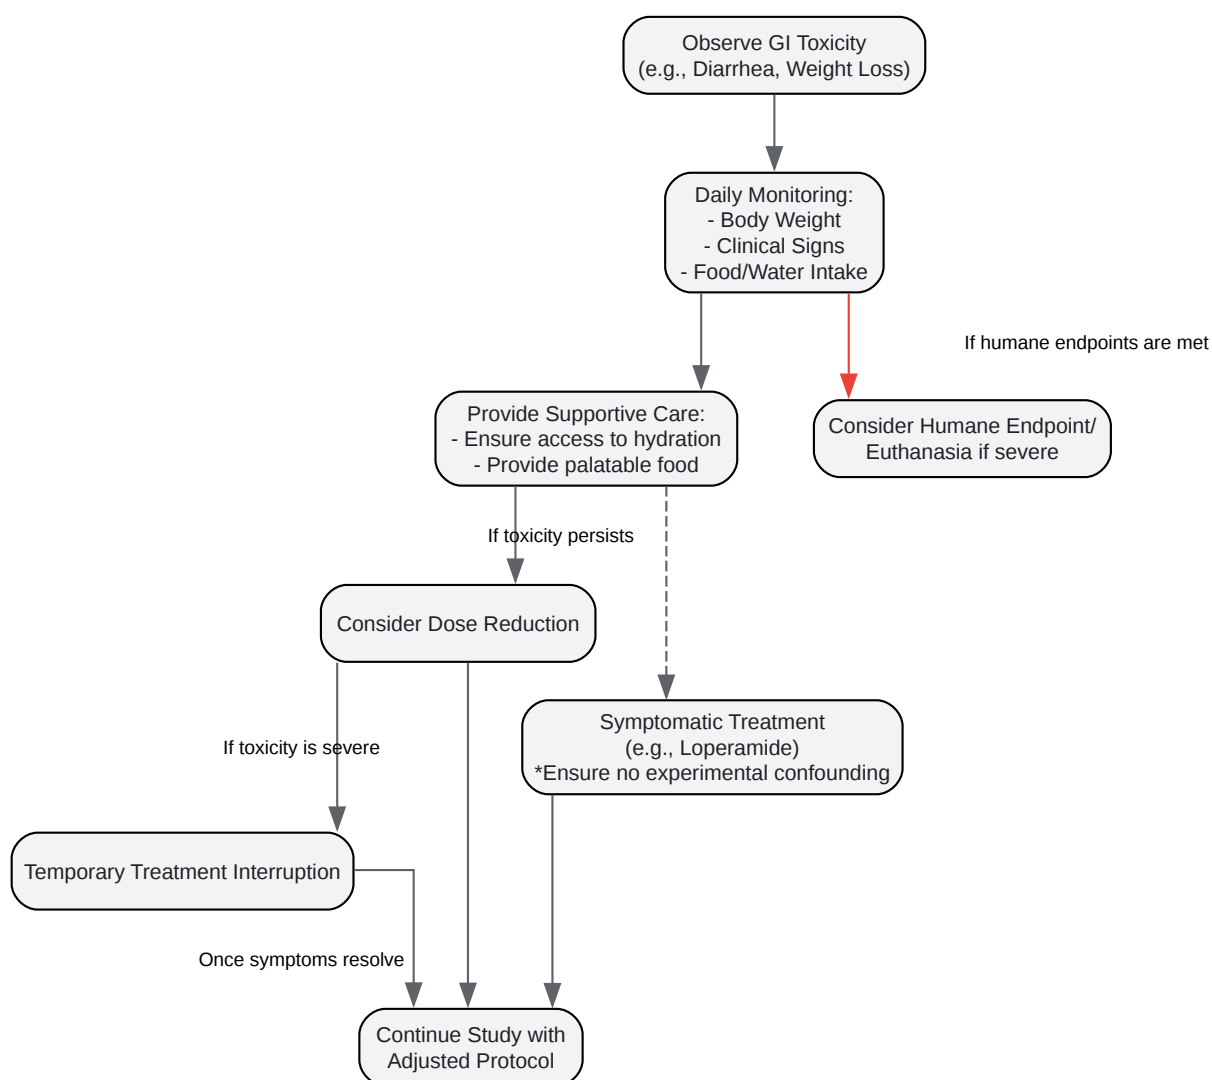 Observe GI Toxicity
(e.g., Diarrhea, Weight Loss)
Daily Monitoring:
- Body Weight
- Clinical Signs
- Food/Water Intake
If humane endpoints are met
Provide Supportive Care:
- Ensure access to hydration
- Provide palatable food
Consider Humane Endpoint/
Euthanasia if severe
If toxicity persists
Consider Dose Reduction
Symptomatic Treatment
(e.g., Loperamide)
*Ensure no experimental confounding
If toxicity is severe
Temporary Treatment Interruption
Once symptoms resolve
Continue Study with
Adjusted Protocol